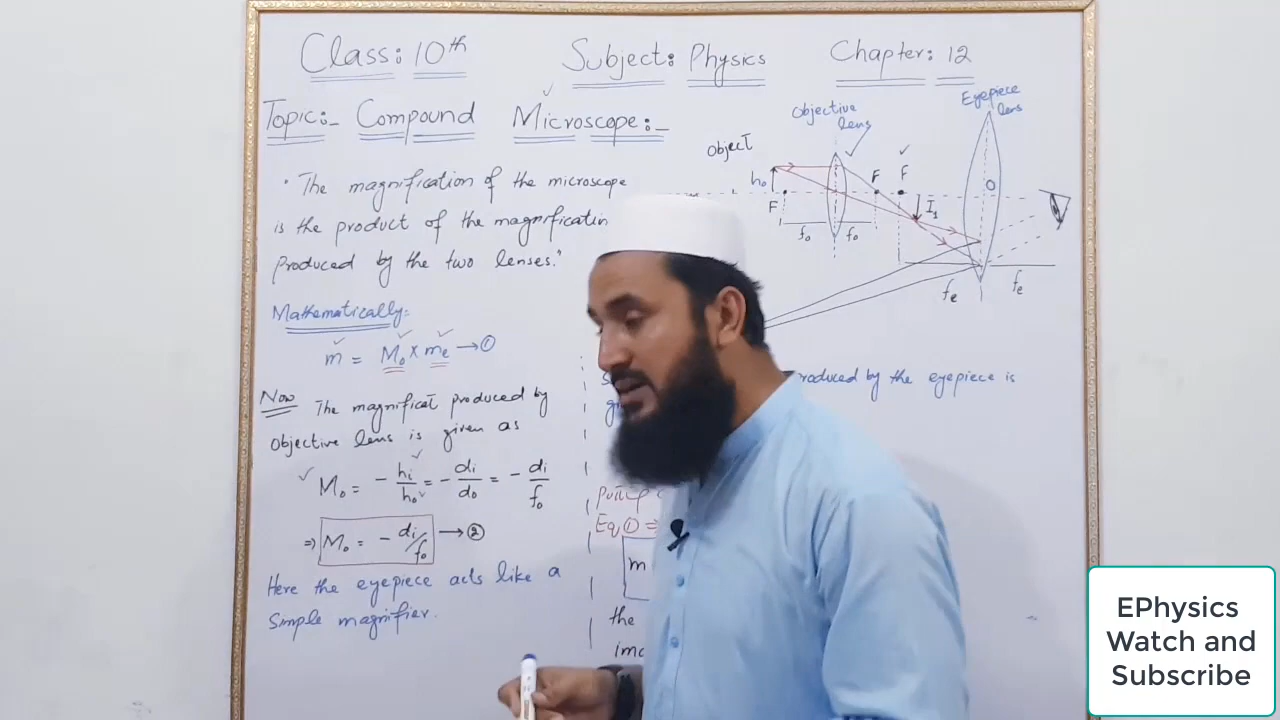 Class: 10th Subject: Physics Chapter: 12
Topic:- Compound Microscope:-
"The magnification of the microscope
is the product of the magnificatin
produced by the two lenses."
Mathematically:-
m = Mo × me → ①
Now The magnificat produced by
objective lens is given as
Mo = - hi/ho = - di/do = - di/fo
⇒ Mo = - di/fo → ②
Here the eyepiece acts like a
Simple magnifier.
Object
Objective
lens
Eyepiece
lens
ho
F
F
F
I1
O
fo
fo
fe
fe
roduced by the eyepiece is
Eq ① ⇒
m
the
EPhysics
Watch and
Subscribe